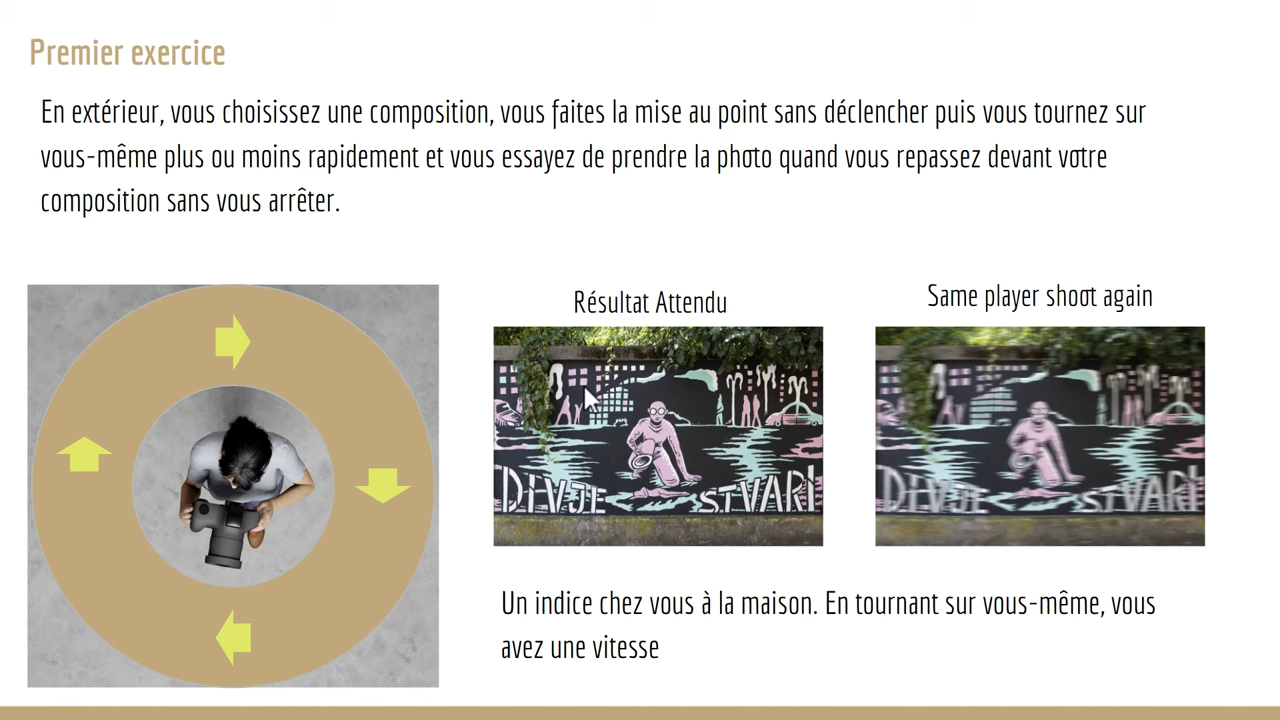 Premier exercice
En extérieur, vous choisissez une composition, vous faites la mise au point sans déclencher puis vous tournez sur
vous-même plus ou moins rapidement et vous essayez de prendre la photo quand vous repassez devant votre
composition sans vous arrêter.
Résultat Attendu
Same player shoot again
DIVJE STVARI
DIVJE STVARI
Un indice chez vous à la maison. En tournant sur vous-même, vous
avez une vitesse